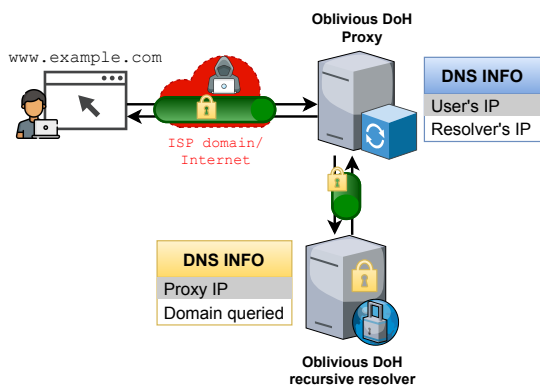 Oblivious DoH
Proxy
www.example.com
DNS INFO
User's IP
Resolver's IP
ISP domain/
Internet
DNS INFO
Proxy IP
Domain queried
Oblivious DoH
recursive resolver